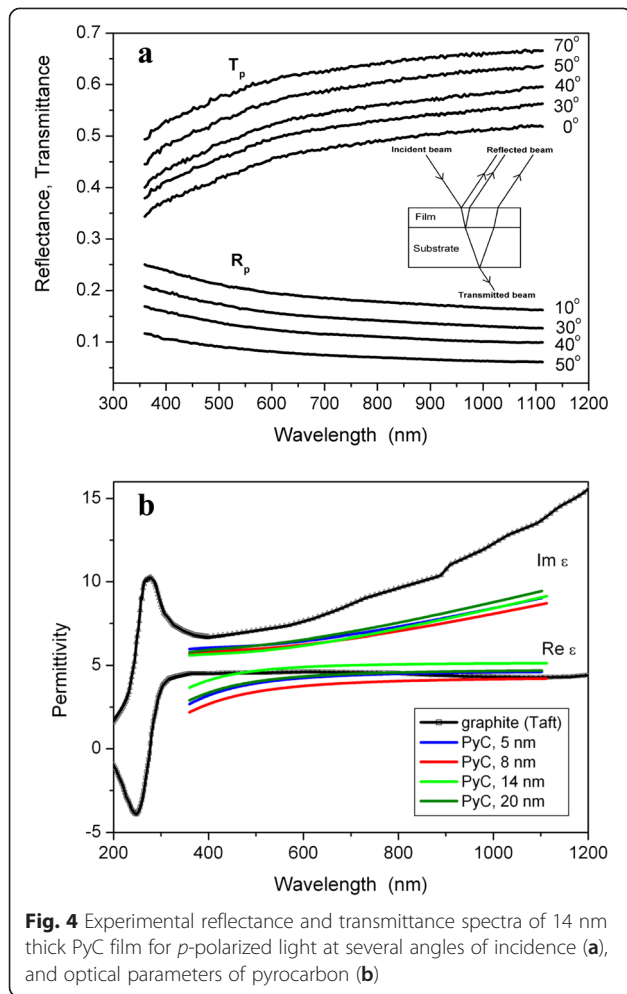 a
Reflectance, Transmittance
0.7
0.6
0.5
0.4
0.3
0.2
0.1
Tp
70°
50°
40°
30°
0°
Incident beam
Reflected beam
Film
Substrate
Transmitted beam
Rp
10°
30°
40°
50°
300 400 500 600 700 800 900 1000 1100 1200
Wavelength (nm)
b
Permittivity
15
10
5
0
-5
Im ε
Re ε
graphite (Taft)
PyC, 5 nm
PyC, 8 nm
PyC, 14 nm
PyC, 20 nm
200 400 600 800 1000 1200
Wavelength (nm)
Fig. 4 Experimental reflectance and transmittance spectra of 14 nm
thick PyC film for p-polarized light at several angles of incidence (a),
and optical parameters of pyrocarbon (b)